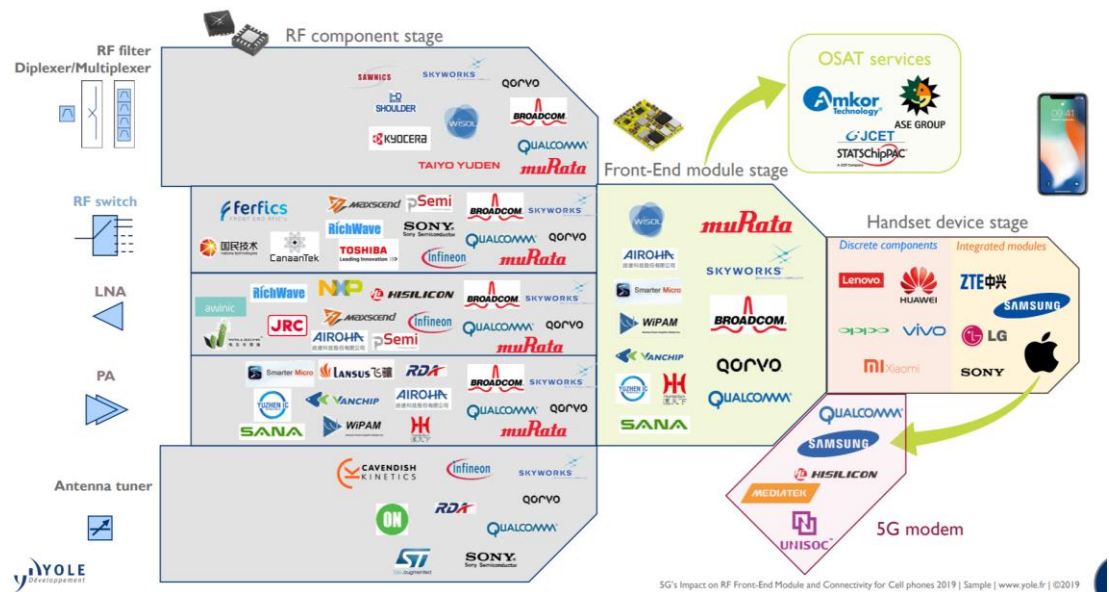 RF component stage
RF filter
Diplexer/Multiplexer
SAWNICS
SKYWORKS
QORVO
SHOULDER
WISOL
BROADCOM
KYOCERA
QUALCOMM
TAIYO YUDEN
muRata
OSAT services
Amkor
Technology
ASE GROUP
JCET
STATSChipPAC
09:41
Front-End module stage
RF switch
ferfics
MAXSCEND
pSemi
BROADCOM
SKYWORKS
国民技术
CanaanTek
RichWave
SONY
Sony Semiconductor
QUALCOMM
QORVO
TOSHIBA
Leading Innovation
infineon
muRata
LNA
awinic
RichWave
NXP
HISILICON
BROADCOM
SKYWORKS
JRC
MAXSCEND
infineon
QUALCOMM
QORVO
AIROHA
pSemi
muRata
PA
Smarter Micro
LANSUS飞骧
RDA
BROADCOM
SKYWORKS
YUZHEN IC
VANCHIP
AIROHA
QUALCOMM
QORVO
SANA
WiPAM
muRata
WISOL
muRata
AIROHA
SKYWORKS
Smarter Micro
WiPAM
BROADCOM
VANCHIP
QORVO
YUZHEN IC
QUALCOMM
SANA
Handset device stage
Discrete components
Integrated modules
Lenovo
HUAWEI
ZTE中兴
SAMSUNG
oppo
vivo
LG
mi Xiaomi
SONY
Antenna tuner
CAVENDISH
KINETICS
infineon
SKYWORKS
ON
RDA
QORVO
QUALCOMM
ST
SONY
Sony Semiconductor
QUALCOMM
SAMSUNG
HISILICON
MEDIATEK
UNISOC
5G modem
YOLE
Développement
5G's Impact on RF Front-End Module and Connectivity for Cell phones 2019 | Sample | www.yole.fr | ©2019